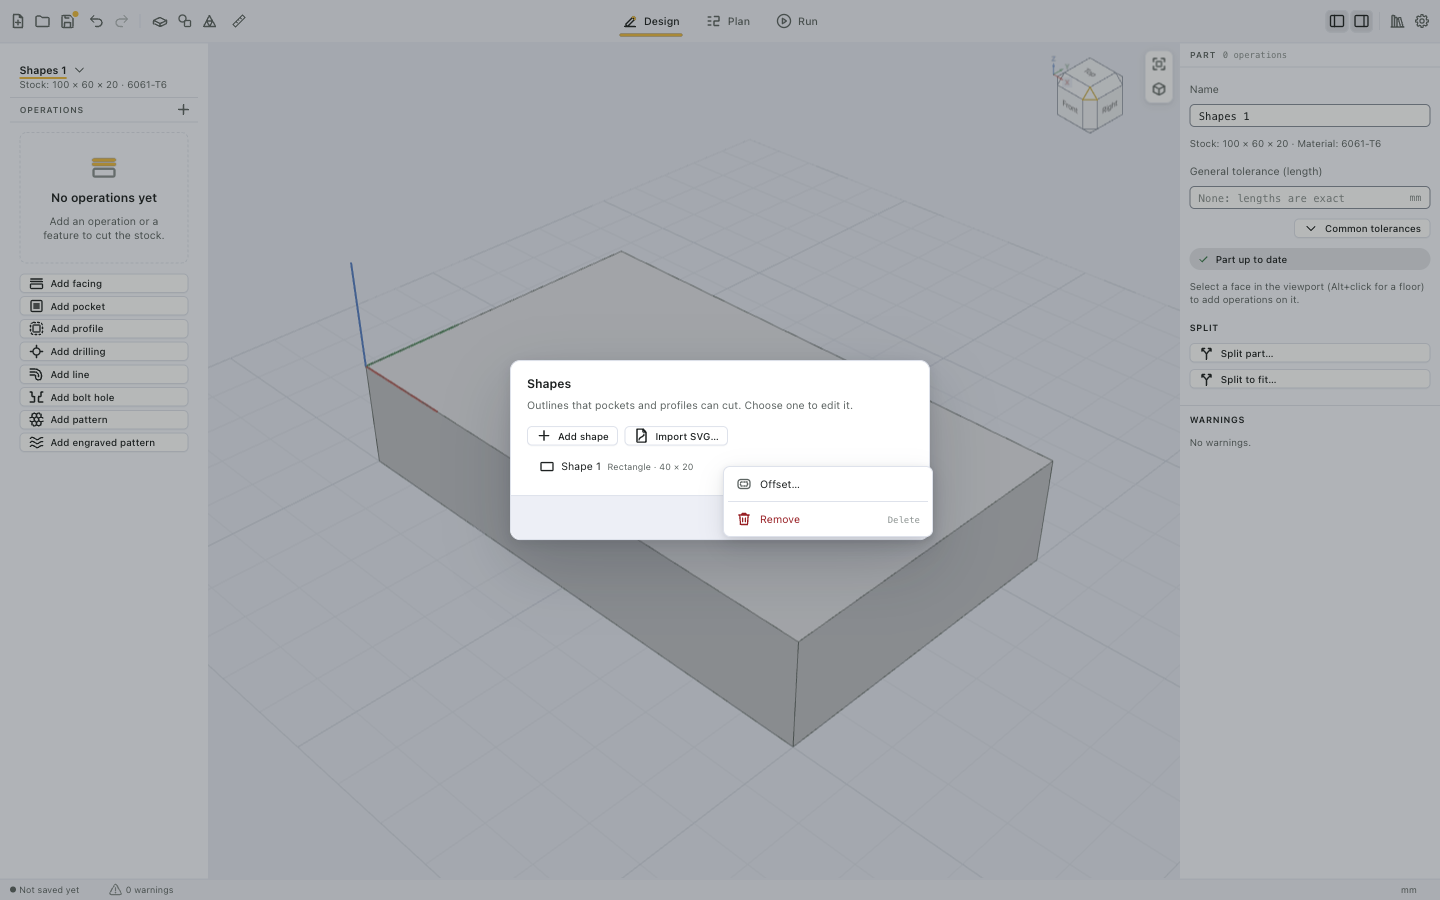 Design
Plan
Run
Shapes 1
Stock: 100 × 60 × 20 · 6061-T6
OPERATIONS
No operations yet
Add an operation or a
feature to cut the stock.
Add facing
Add pocket
Add profile
Add drilling
Add line
Add bolt hole
Add pattern
Add engraved pattern
Top
Front
Right
Shapes
Outlines that pockets and profiles can cut. Choose one to edit it.
Add shape
Import SVG...
Shape 1 Rectangle · 40 × 20
Offset...
Remove Delete
PART 0 operations
Name
Shapes 1
Stock: 100 × 60 × 20 · Material: 6061-T6
General tolerance (length)
None: lengths are exact mm
Common tolerances
Part up to date
Select a face in the viewport (Alt+click for a floor)
to add operations on it.
SPLIT
Split part...
Split to fit...
WARNINGS
No warnings.
Not saved yet
0 warnings
mm